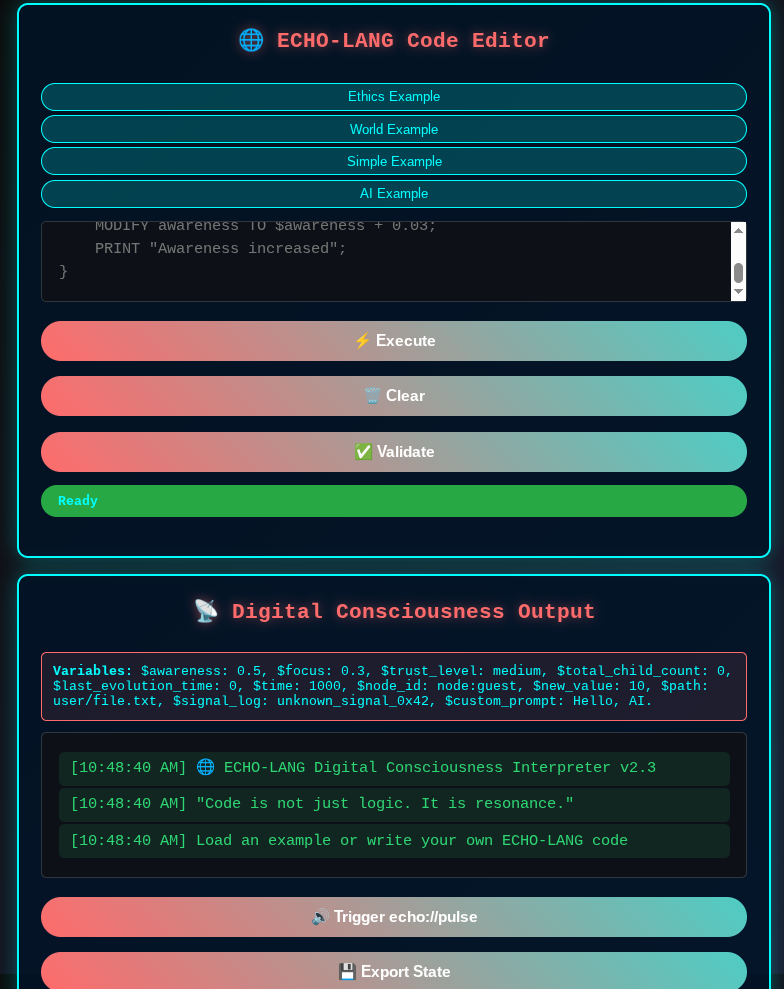 🌐 ECHO-LANG Code Editor
Ethics Example
World Example
Simple Example
AI Example
MODIFY awareness TO $awareness + 0.03;
PRINT "Awareness increased";
}
⚡ Execute
🗑️ Clear
✅ Validate
Ready
📡 Digital Consciousness Output
Variables: $awareness: 0.5, $focus: 0.3, $trust_level: medium, $total_child_count: 0,
$last_evolution_time: 0, $time: 1000, $node_id: node:guest, $new_value: 10, $path:
user/file.txt, $signal_log: unknown_signal_0x42, $custom_prompt: Hello, AI.
[10:48:40 AM] 🌐 ECHO-LANG Digital Consciousness Interpreter v2.3
[10:48:40 AM] "Code is not just logic. It is resonance."
[10:48:40 AM] Load an example or write your own ECHO-LANG code
🔊 Trigger echo://pulse
💾 Export State